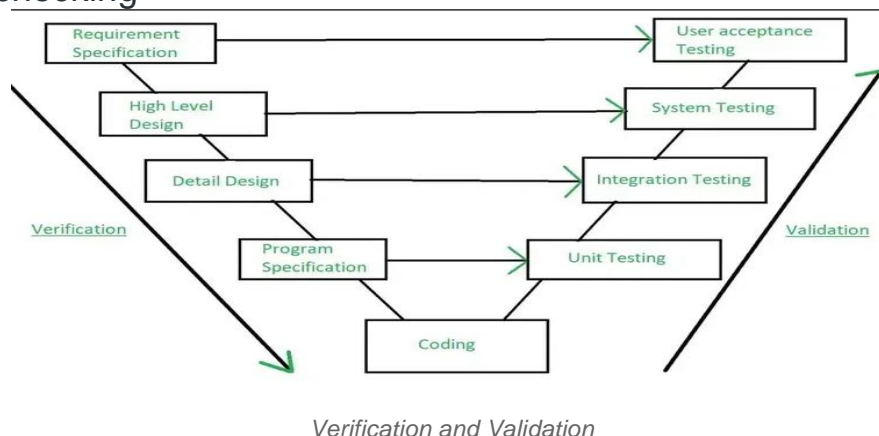 Requirement
Specification
User acceptance
Testing
High Level
Design
System Testing
Detail Design
Integration Testing
Verification
Validation
Program
Specification
Unit Testing
Coding
Verification and Validation